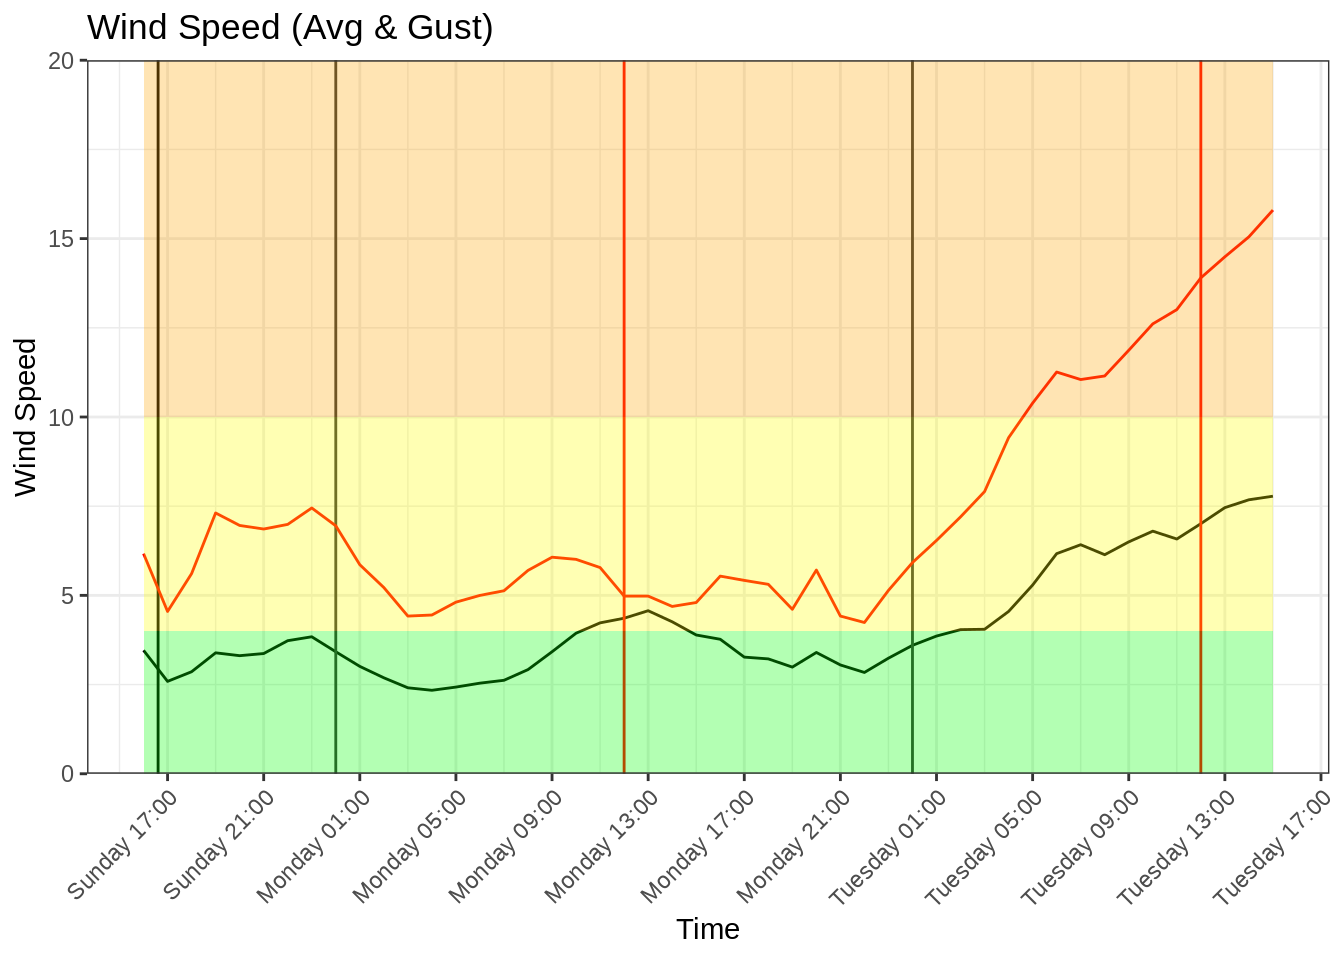 Wind Speed (Avg & Gust)
20
15
10
5
0
Wind Speed
Sunday 17:00
Sunday 21:00
Monday 01:00
Monday 05:00
Monday 09:00
Monday 13:00
Monday 17:00
Monday 21:00
Tuesday 01:00
Tuesday 05:00
Tuesday 09:00
Tuesday 13:00
Tuesday 17:00
Time